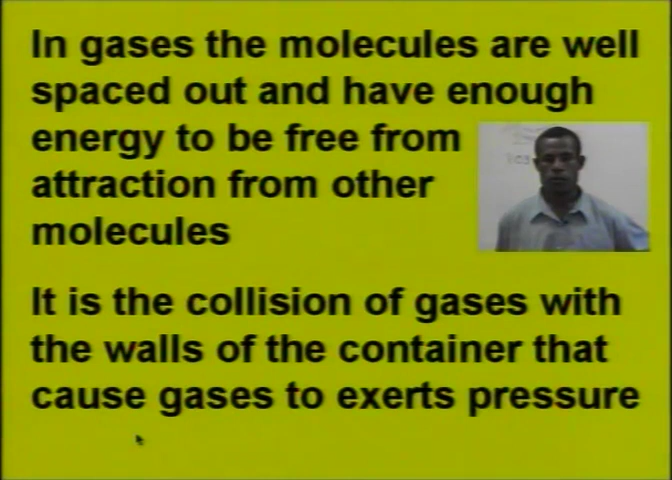 In gases the molecules are well
spaced out and have enough
energy to be free from
attraction from other
molecules
It is the collision of gases with
the walls of the container that
cause gases to exerts pressure